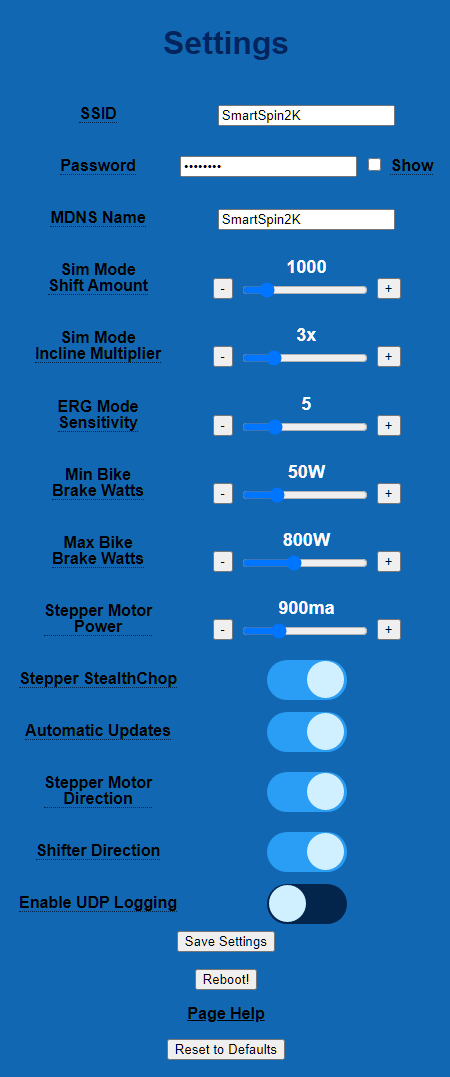 Settings
SSID
SmartSpin2K
Password
••••••••
Show
MDNS Name
SmartSpin2K
Sim Mode
Shift Amount
1000
- +
Sim Mode
Incline Multiplier
3x
- +
ERG Mode
Sensitivity
5
- +
Min Bike
Brake Watts
50W
- +
Max Bike
Brake Watts
800W
- +
Stepper Motor
Power
900ma
- +
Stepper StealthChop
Automatic Updates
Stepper Motor
Direction
Shifter Direction
Enable UDP Logging
Save Settings
Reboot!
Page Help
Reset to Defaults